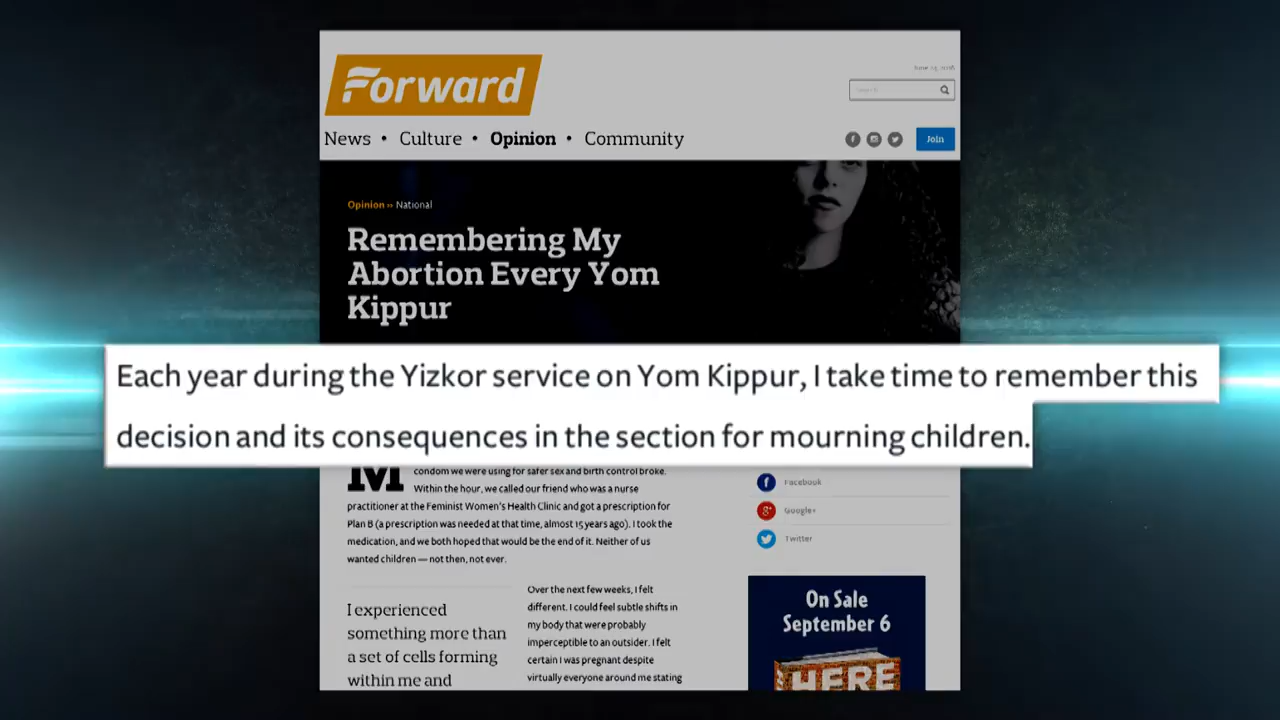 Forward
Search
News • Culture • Opinion • Community
f
Join
Opinion ›› National
Remembering My
Abortion Every Yom
Kippur
Each year during the Yizkor service on Yom Kippur, I take time to remember this
decision and its consequences in the section for mourning children.
M
condom we were using for safer sex and birth control broke.
Within the hour, we called our friend who was a nurse
practitioner at the Feminist Women's Health Clinic and got a prescription for
Plan B (a prescription was needed at that time, almost 15 years ago). I took the
medication, and we both hoped that would be the end of it. Neither of us
wanted children — not then, not ever.
I experienced
something more than
a set of cells forming
within me and
Over the next few weeks, I felt
different. I could feel subtle shifts in
my body that were probably
imperceptible to an outsider. I felt
certain I was pregnant despite
virtually everyone around me stating
f Facebook
g+ Google+
Twitter
On Sale
September 6
HERE